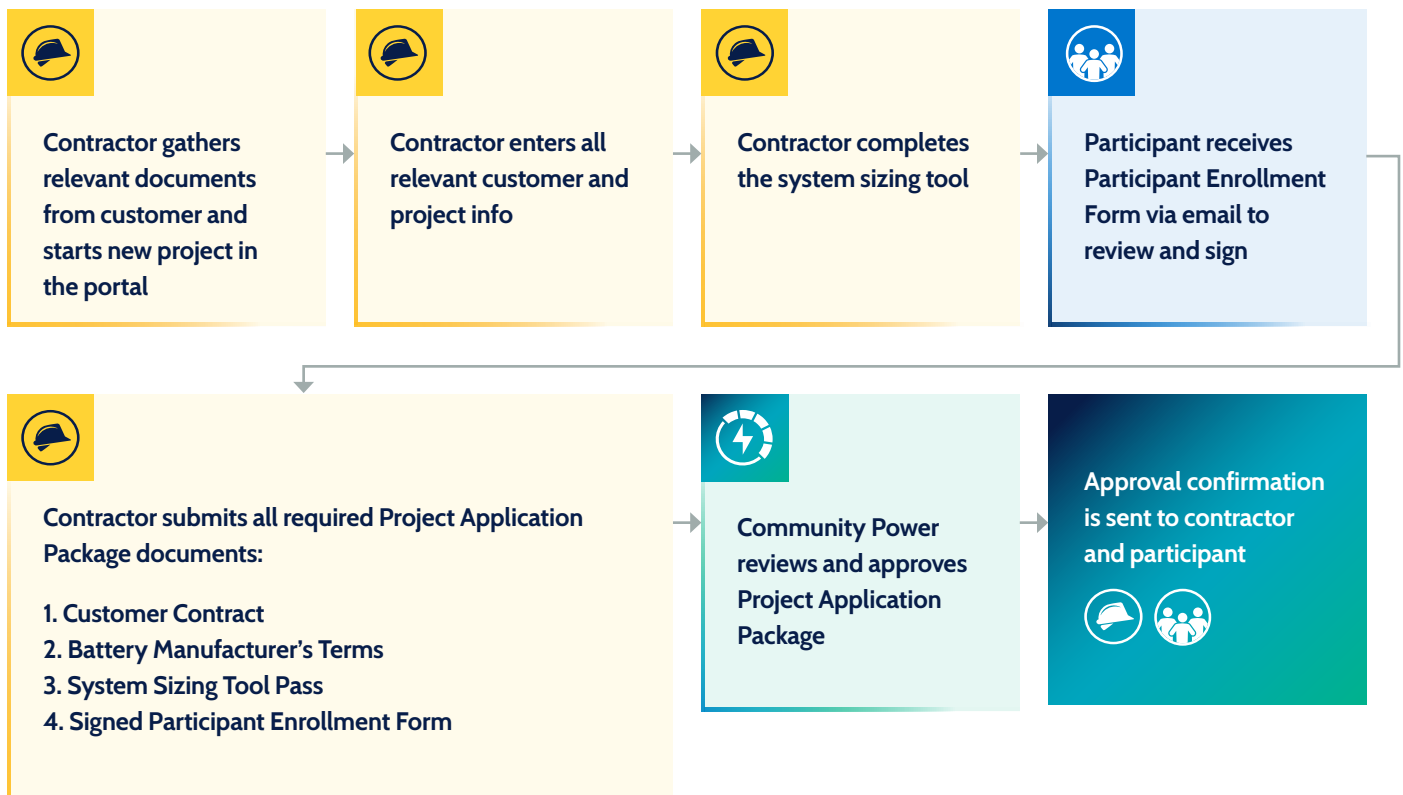 Contractor gathers
relevant documents
from customer and
starts new project in
the portal
Contractor enters all
relevant customer and
project info
Contractor completes
the system sizing tool
Participant receives
Participant Enrollment
Form via email to
review and sign
Contractor submits all required Project Application
Package documents:
1. Customer Contract
2. Battery Manufacturer’s Terms
3. System Sizing Tool Pass
4. Signed Participant Enrollment Form
Community Power
reviews and approves
Project Application
Package
Approval confirmation
is sent to contractor
and participant